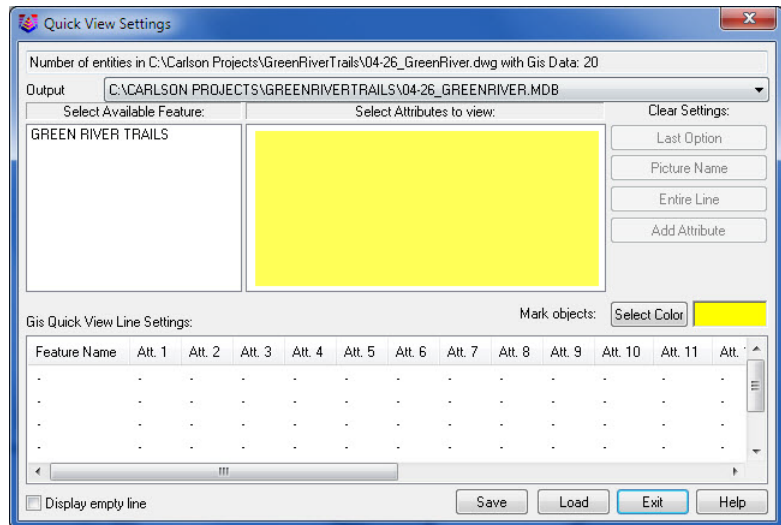 Quick View Settings
Number of entities in C:\Carlson Projects\GreenRiverTrails\04-26_GreenRiver.dwg with Gis Data: 20
Output C:\CARLSON PROJECTS\GREENRIVERTRAILS\04-26_GREENRIVER.MDB
Select Available Feature: Select Attributes to view: Clear Settings:
GREEN RIVER TRAILS
Last Option
Picture Name
Entire Line
Add Attribute
Gis Quick View Line Settings: Mark objects: Select Color
Feature Name Att. 1 Att. 2 Att. 3 Att. 4 Att. 5 Att. 6 Att. 7 Att. 8 Att. 9 Att. 10 Att. 11 Att.
- - - - - - - - - - - - -
- - - - - - - - - - - - -
- - - - - - - - - - - - -
- - - - - - - - - - - - -
Display empty line Save Load Exit Help